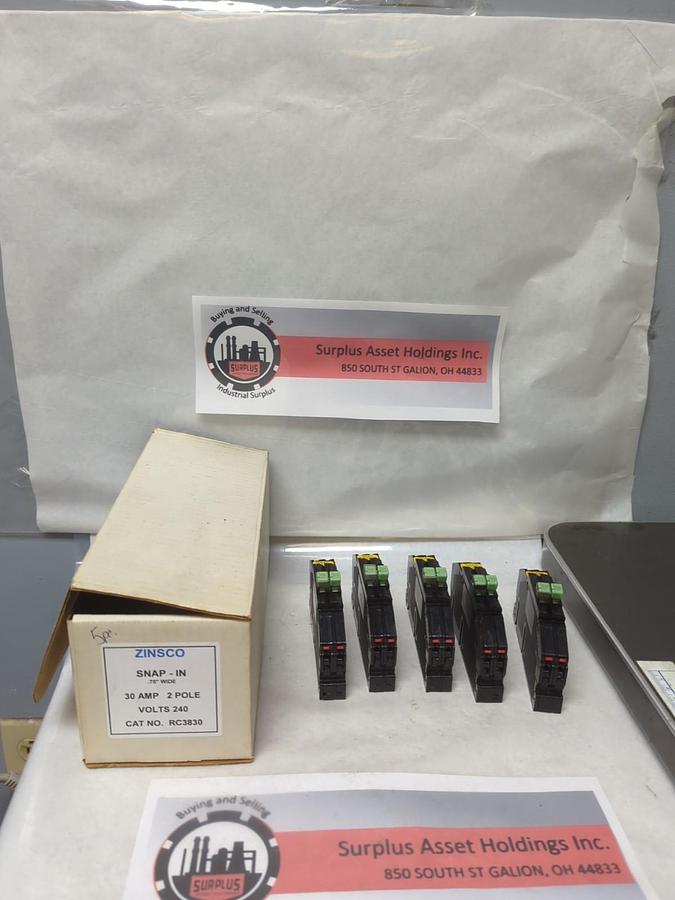 Buying and Selling
SURPLUS
Industrial Surplus
Surplus Asset Holdings Inc.
850 SOUTH ST GALION, OH 44833
5pc.
ZINSCO
SNAP - IN
.75" WIDE
30 AMP 2 POLE
VOLTS 240
CAT NO. RC3830
Buying and Selling
SURPLUS
Surplus Asset Holdings Inc.
850 SOUTH ST GALION, OH 44833